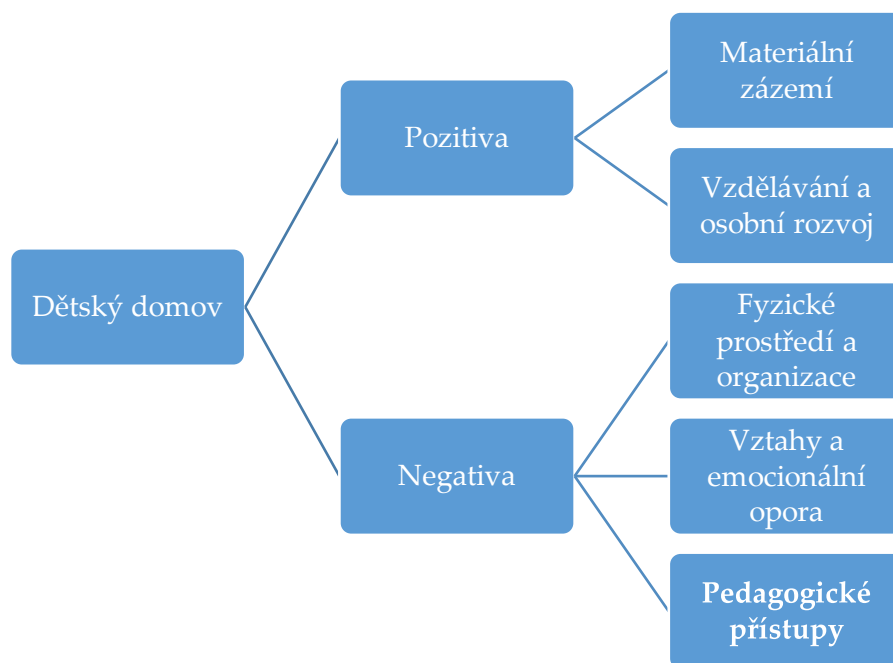 Dětský domov
Pozitiva
Materiální
zázemí
Vzdělávání a
osobní rozvoj
Negativa
Fyzické
prostředí a
organizace
Vztahy a
emocionální
opora
Pedagogické
přístupy